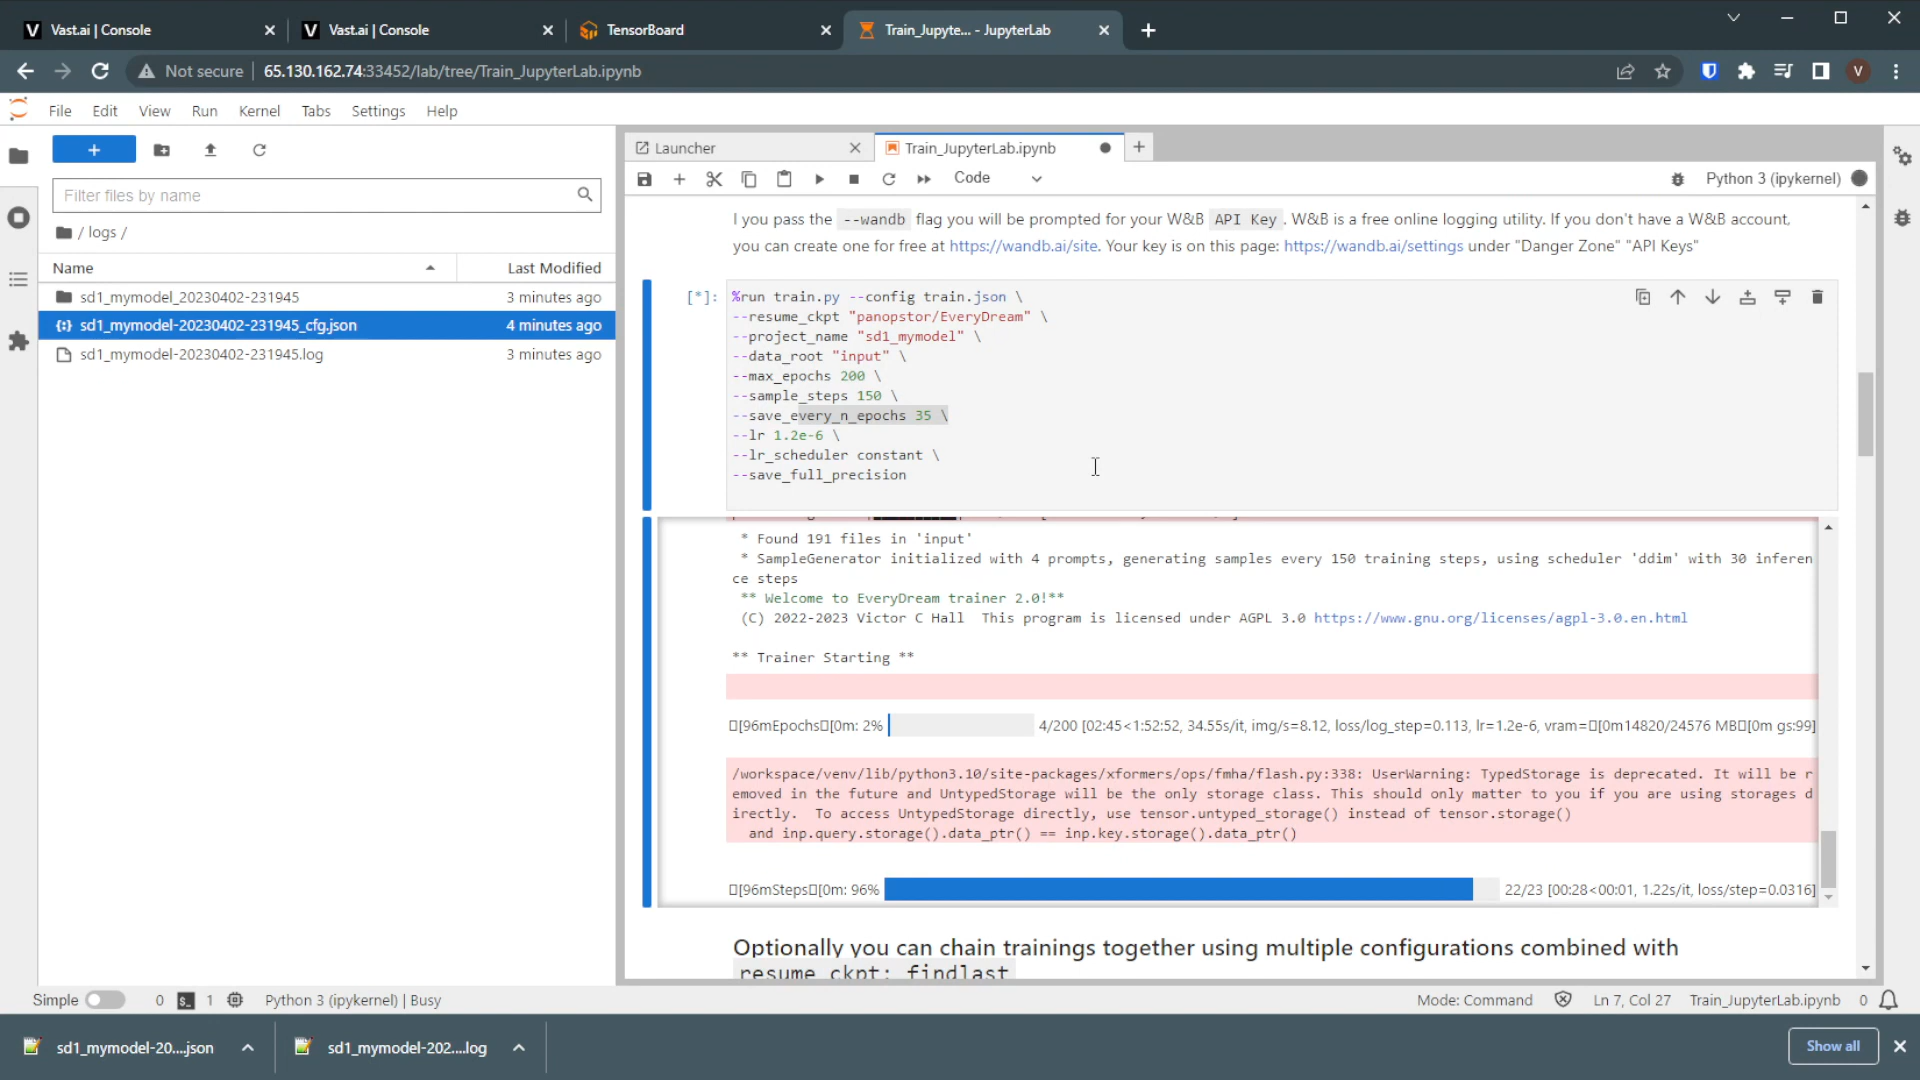 Vast.ai | Console
Vast.ai | Console
TensorBoard
Train_Jupyte... - JupyterLab
Not secure
65.130.162.74:33452/lab/tree/Train_JupyterLab.ipynb
V
File Edit View Run Kernel Tabs Settings Help
Filter files by name
/ logs /
Name Last Modified
sd1_mymodel_20230402-231945 3 minutes ago
sd1_mymodel-20230402-231945_cfg.json 4 minutes ago
sd1_mymodel-20230402-231945.log 3 minutes ago
Launcher
Train_JupyterLab.ipynb
Code
Python 3 (ipykernel)
I you pass the --wandb flag you will be prompted for your W&B API Key . W&B is a free online logging utility. If you don't have a W&B account,
you can create one for free at https://wandb.ai/site. Your key is on this page: https://wandb.ai/settings under "Danger Zone" "API Keys"
[*]: %run train.py --config train.json \
--resume_ckpt "panopstor/EveryDream" \
--project_name "sd1_mymodel" \
--data_root "input" \
--max_epochs 200 \
--sample_steps 150 \
--save_every_n_epochs 35 \
--lr 1.2e-6 \
--lr_scheduler constant \
--save_full_precision
* Found 191 files in 'input'
* SampleGenerator initialized with 4 prompts, generating samples every 150 training steps, using scheduler 'ddim' with 30 inferen
ce steps
** Welcome to EveryDream trainer 2.0!**
(C) 2022-2023 Victor C Hall  This program is licensed under AGPL 3.0 https://www.gnu.org/licenses/agpl-3.0.en.html
** Trainer Starting **
[96mEpochs[0m: 2% 4/200 [02:45<1:52:52, 34.55s/it, img/s=8.12, loss/log_step=0.113, lr=1.2e-6, vram=[0m14820/24576 MB[0m gs:99]
/workspace/venv/lib/python3.10/site-packages/xformers/ops/fmha/flash.py:338: UserWarning: TypedStorage is deprecated. It will be r
emoved in the future and UntypedStorage will be the only storage class. This should only matter to you if you are using storages d
irectly.  To access UntypedStorage directly, use tensor.untyped_storage() instead of tensor.storage()
and inp.query.storage().data_ptr() == inp.key.storage().data_ptr()
[96mSteps[0m: 96% 22/23 [00:28<00:01, 1.22s/it, loss/step=0.0316]
Optionally you can chain trainings together using multiple configurations combined with
resume_ckpt: findlast
Simple 0 1 Python 3 (ipykernel) | Busy
Mode: Command Ln 7, Col 27 Train_JupyterLab.ipynb 0
sd1_mymodel-20....json
sd1_mymodel-202....log
Show all